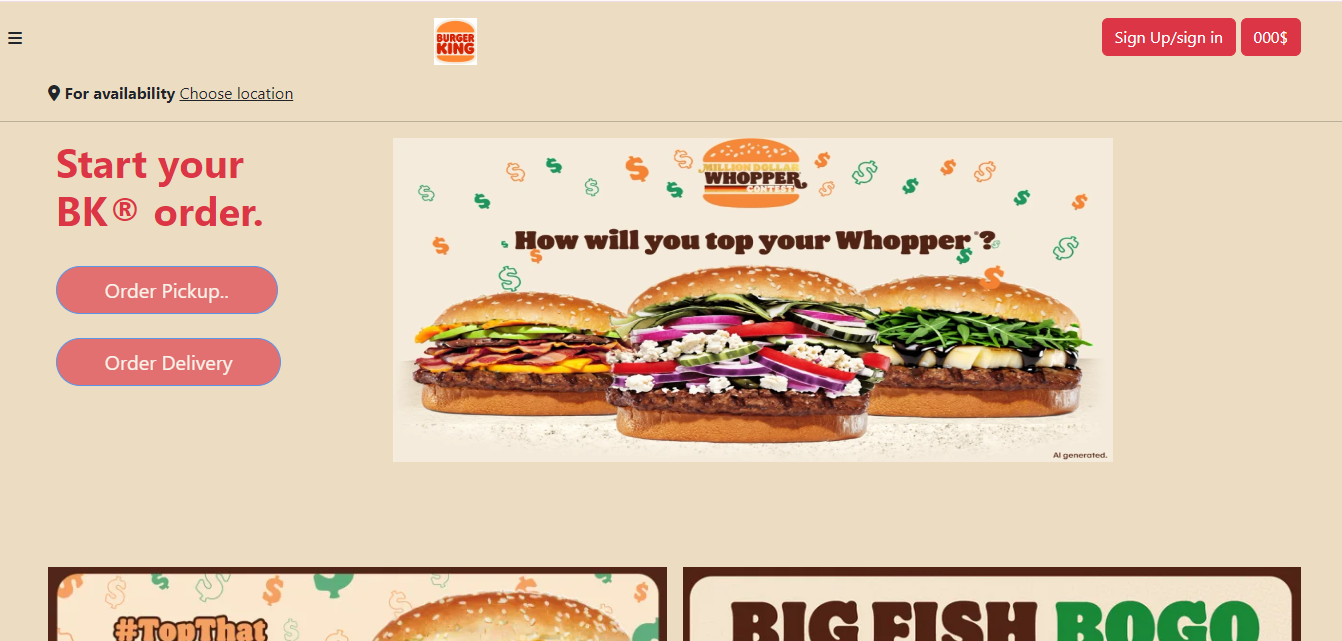 BURGER
KING
Sign Up/sign in
000$
For availability Choose location
Start your
BK® order.
Order Pickup..
Order Delivery
MILLION DOLLAR
WHOPPER
CONTEST
How will you top your Whopper®?
AI generated.
#TopThat
BIG FISH BOGO